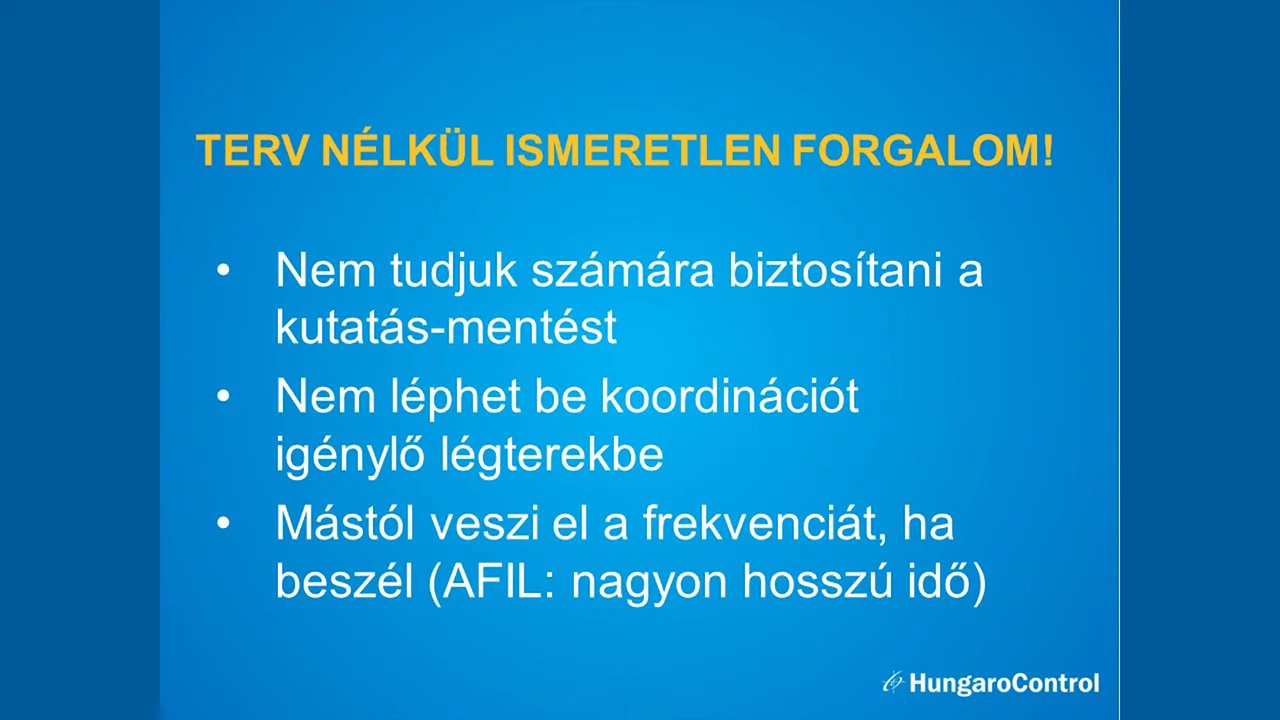 TERV NÉLKÜL ISMERETLEN FORGALOM!
• Nem tudjuk számára biztosítani a
kutatás-mentést
• Nem léphet be koordinációt
igénylő légterekbe
• Mástól veszi el a frekvenciát, ha
beszél (AFIL: nagyon hosszú idő)
HungaroControl